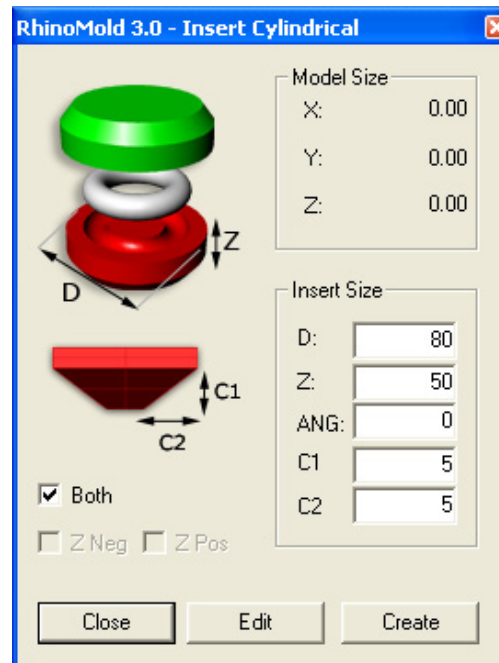 RhinoMold 3.0 - Insert Cylindrical
Model Size
X: 0.00
Y: 0.00
Z: 0.00
D
Z
C1
C2
Insert Size
D: 80
Z: 50
ANG: 0
C1 5
C2 5
Both
Z Neg Z Pos
Close Edit Create